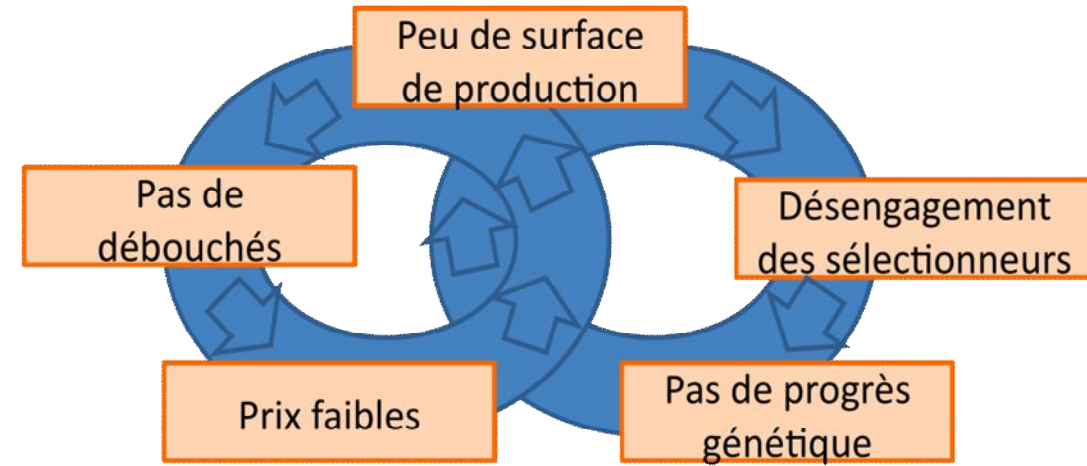 Peu de surface
de production
Pas de
débouchés
Désengagement
des sélectionneurs
Prix faibles
Pas de progrès
génétique